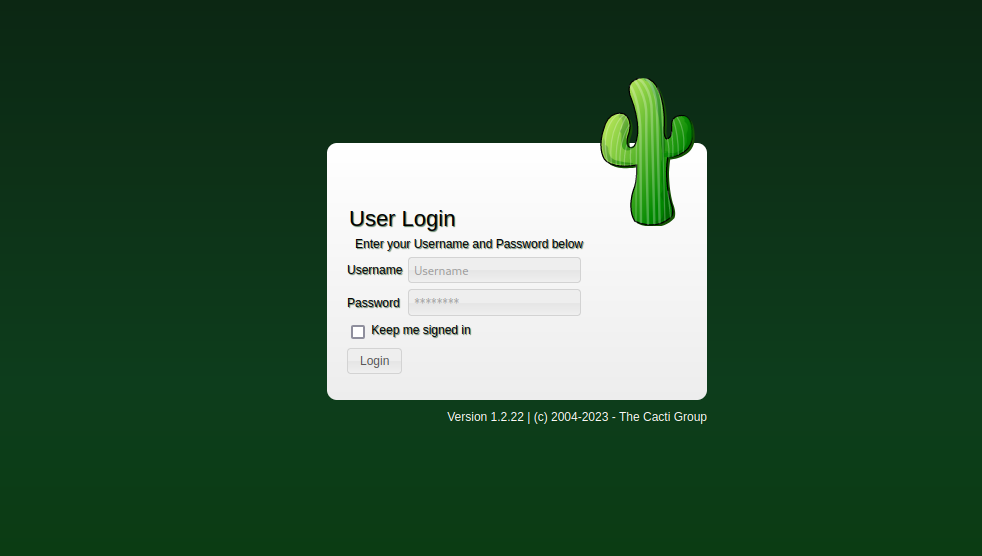 User Login
Enter your Username and Password below
Username Username
Password ********
Keep me signed in
Login
Version 1.2.22 | (c) 2004-2023 - The Cacti Group